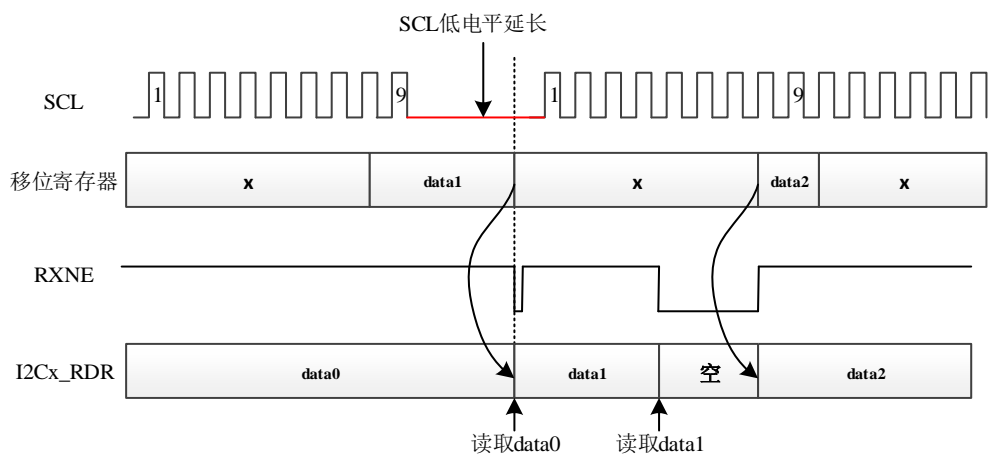 SCL低电平延长
SCL 1 9 1 9
移位寄存器 x data1 x data2 x
RXNE
I2Cx_RDR data0 data1 空 data2
读取data0 读取data1